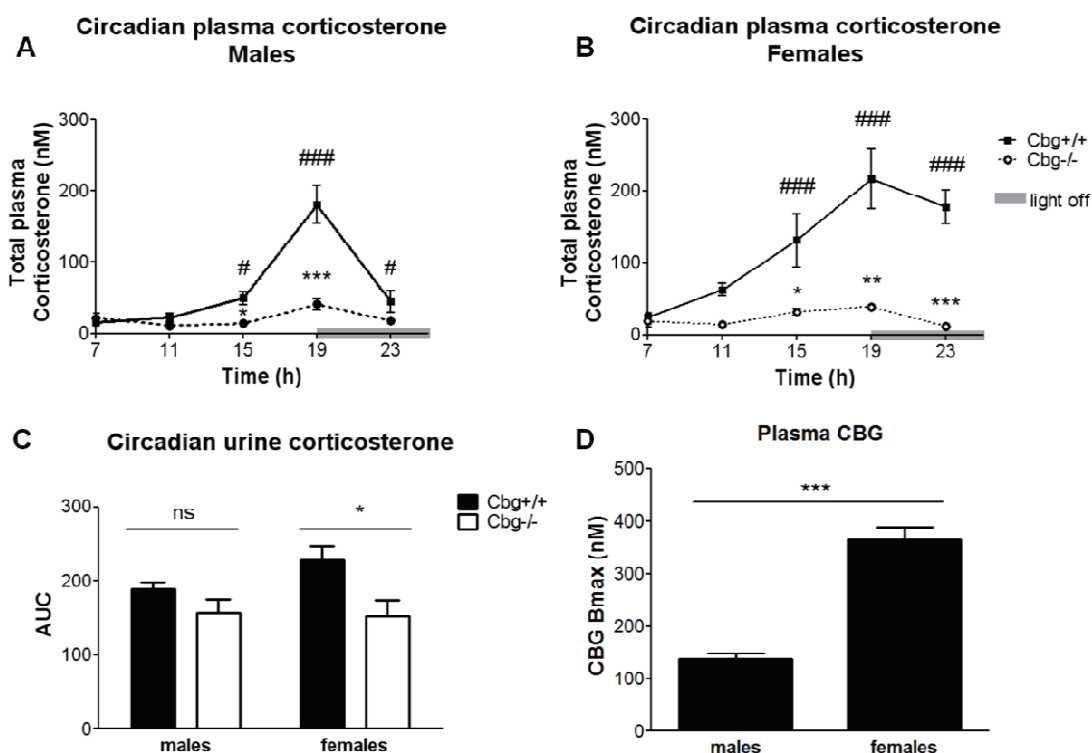 A
Circadian plasma corticosterone
Males
Total plasma
Corticosterone (nM)
300
200
100
0
#
*
###
***
#
7 11 15 19 23
Time (h)
B
Circadian plasma corticosterone
Females
Total plasma
Corticosterone (nM)
300
200
100
0
###
*
###
**
###
***
7 11 15 19 23
Time (h)
Cbg+/+
Cbg-/-
light off
C
Circadian urine corticosterone
AUC
300
200
100
0
ns
*
males females
Cbg+/+
Cbg-/-
D
Plasma CBG
CBG Bmax (nM)
500
400
300
200
100
0
***
males females